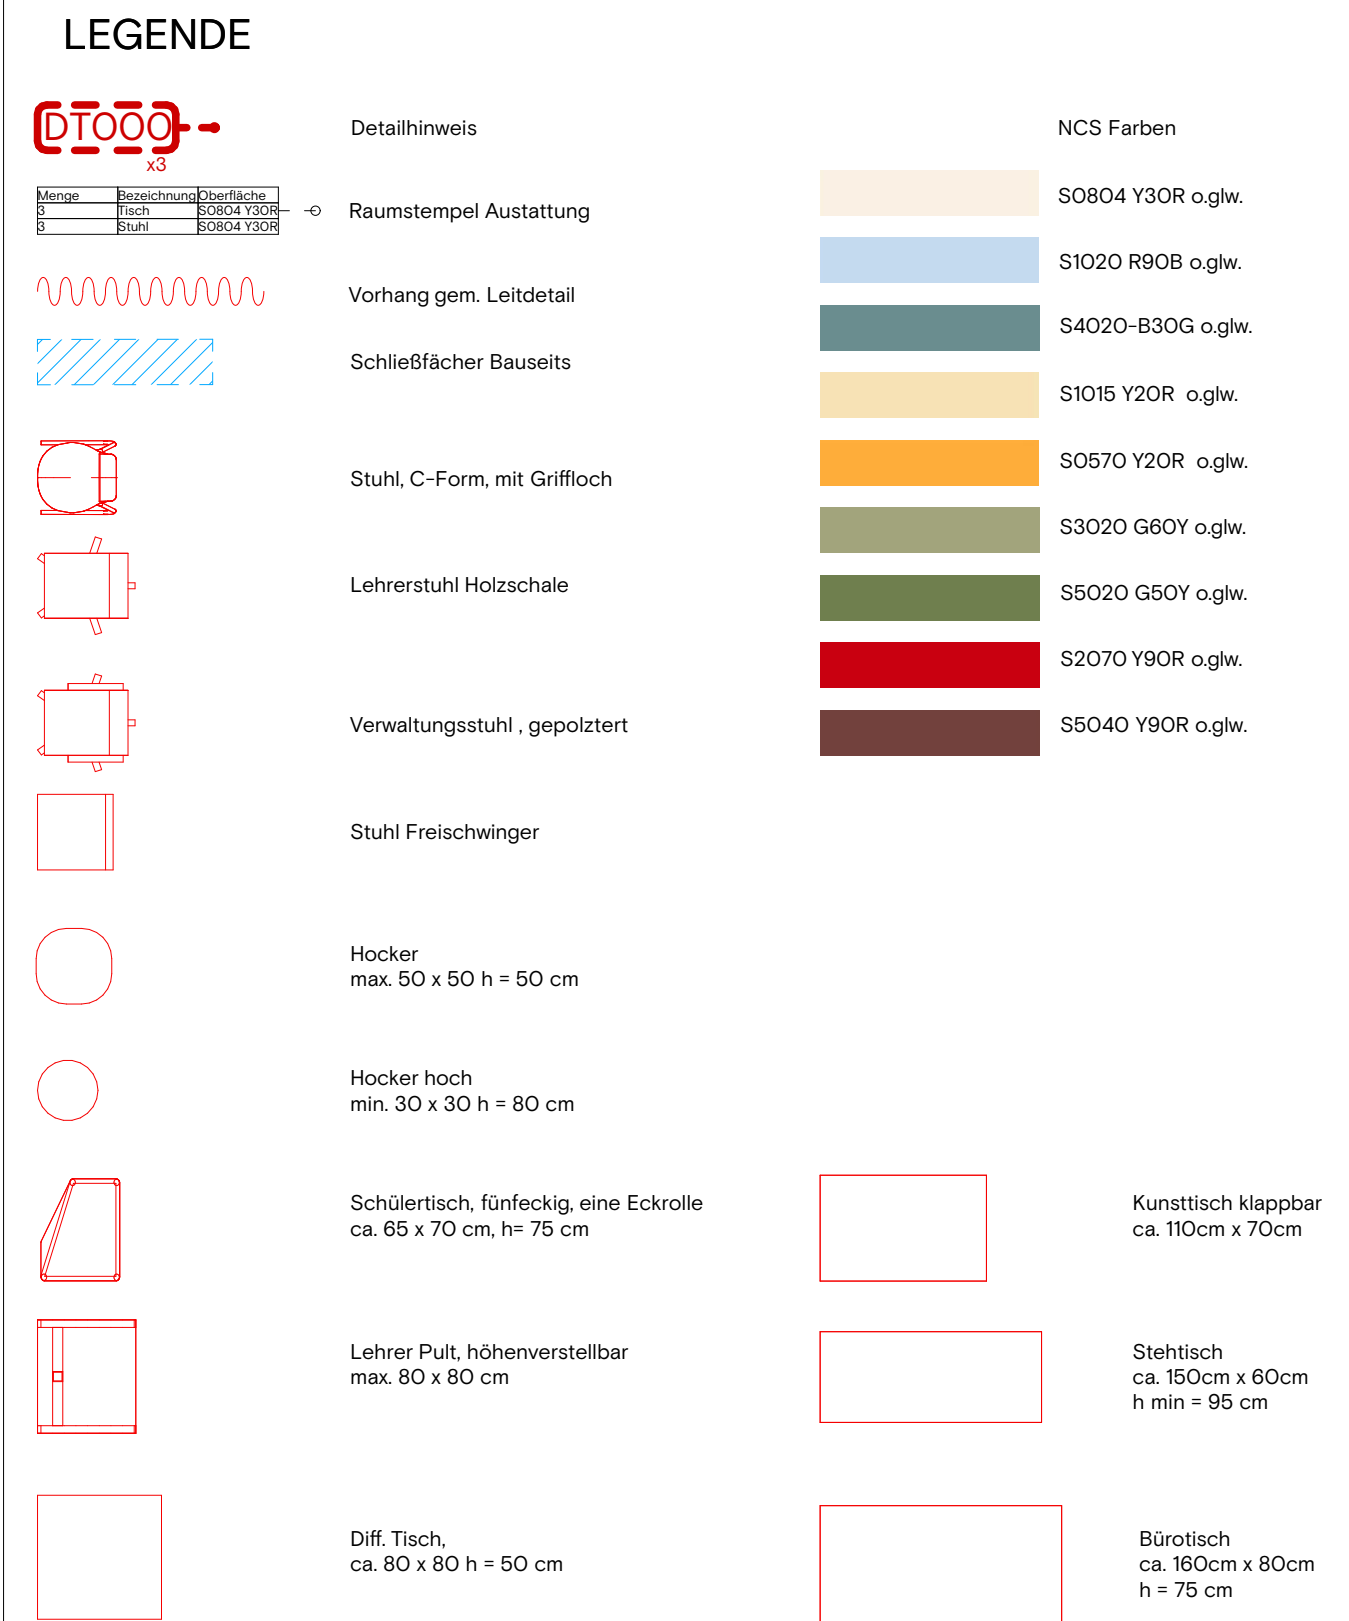 LEGENDE
DT000
x3
Detailhinweis
Menge Bezeichnung Oberfläche
3 Tisch S0804 Y30R
3 Stuhl S0804 Y30R
Raumstempel Austattung
Vorhang gem. Leitdetail
Schließfächer Bauseits
Stuhl, C-Form, mit Griffloch
Lehrerstuhl Holzschale
Verwaltungsstuhl , gepolztert
Stuhl Freischwinger
Hocker
max. 50 x 50 h = 50 cm
Hocker hoch
min. 30 x 30 h = 80 cm
Schülertisch, fünfeckig, eine Eckrolle
ca. 65 x 70 cm, h= 75 cm
Lehrer Pult, höhenverstellbar
max. 80 x 80 cm
Diff. Tisch,
ca. 80 x 80 h = 50 cm
NCS Farben
S0804 Y30R o.glw.
S1020 R90B o.glw.
S4020-B30G o.glw.
S1015 Y20R  o.glw.
S0570 Y20R  o.glw.
S3020 G60Y o.glw.
S5020 G50Y o.glw.
S2070 Y90R o.glw.
S5040 Y90R o.glw.
Kunsttisch klappbar
ca. 110cm x 70cm
Stehtisch
ca. 150cm x 60cm
h min = 95 cm
Bürotisch
ca. 160cm x 80cm
h = 75 cm